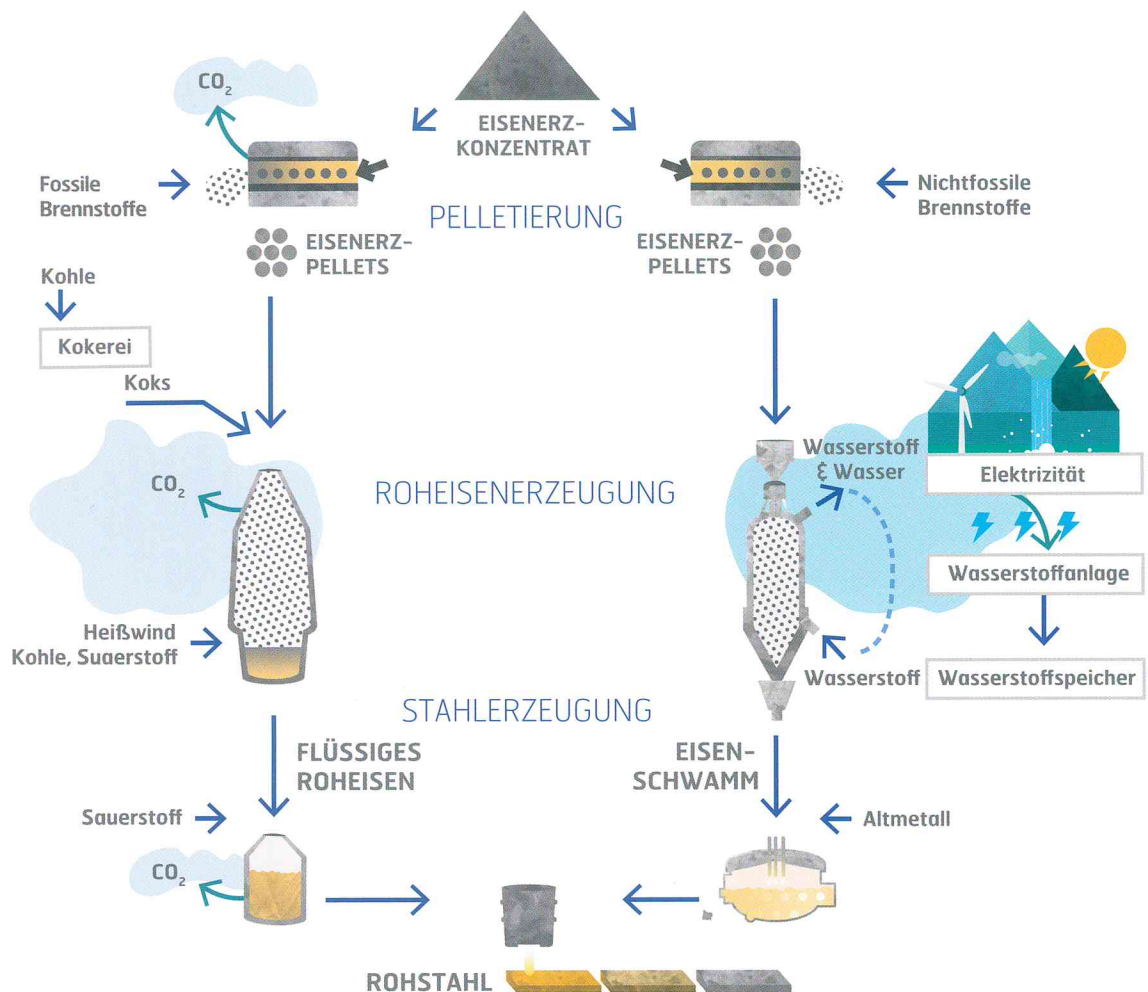 CO₂
EISENERZ-
KONZENTRAT
Fossile
Brennstoffe
Nichtfossile
Brennstoffe
PELLETIERUNG
EISENERZ-
PELLETS
EISENERZ-
PELLETS
Kohle
Kokerei
Koks
CO₂
ROHEISENERZEUGUNG
Wasserstoff
& Wasser
Elektrizität
Wasserstoffanlage
Heißwind
Kohle, Suaerstoff
Wasserstoff
Wasserstoffspeicher
STAHLERZEUGUNG
FLÜSSIGES
ROHEISEN
EISEN-
SCHWAMM
Sauerstoff
Altmetall
CO₂
ROHSTAHL